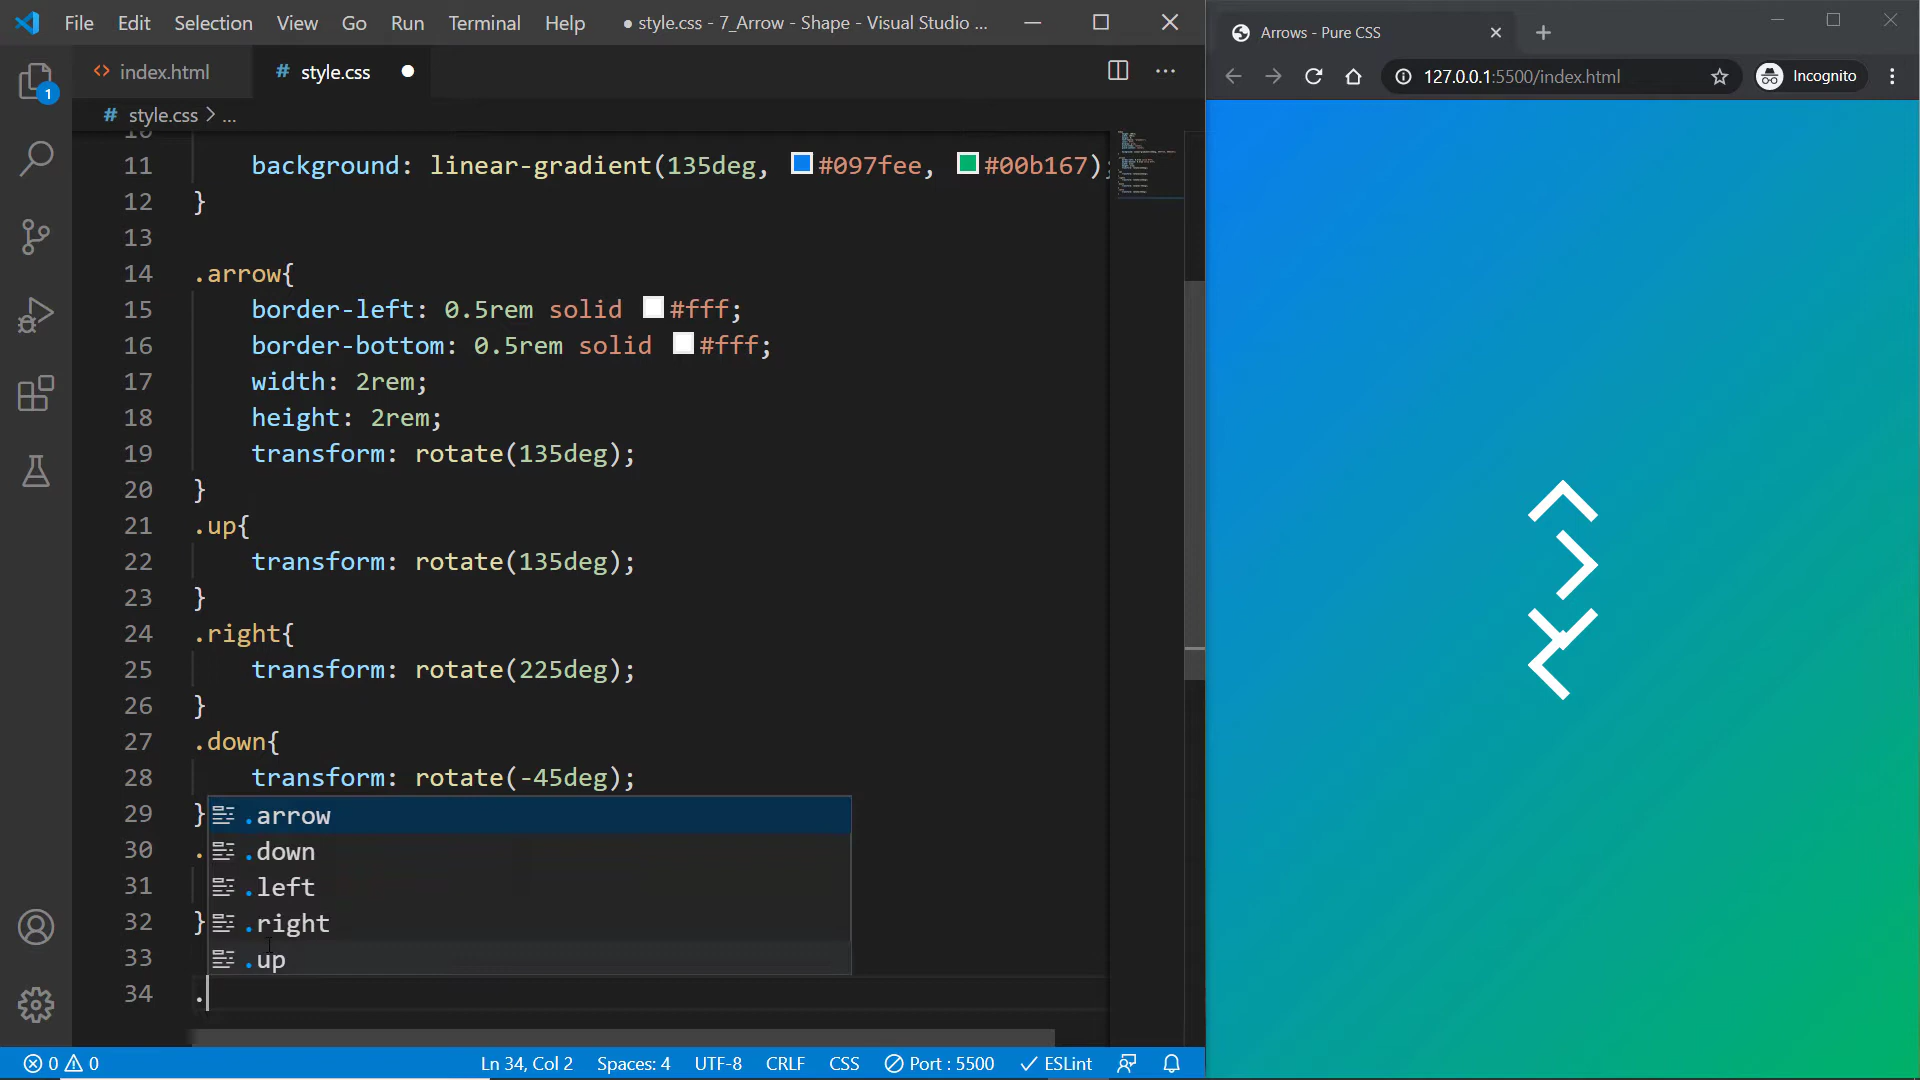 File Edit Selection View Go Run Terminal Help ● style.css - 7_Arrow - Shape - Visual Studio ...
index.html
# style.css ●
# style.css > ...
1
10
11 background: linear-gradient(135deg, #097fee, #00b167);
12 }
13
14 .arrow{
15 border-left: 0.5rem solid #fff;
16 border-bottom: 0.5rem solid #fff;
17 width: 2rem;
18 height: 2rem;
19 transform: rotate(135deg);
20 }
21 .up{
22 transform: rotate(135deg);
23 }
24 .right{
25 transform: rotate(225deg);
26 }
27 .down{
28 transform: rotate(-45deg);
29 }
30 .
31
32 }
33
34 .
.arrow
.down
.left
.right
.up
0 0 Ln 34, Col 2 Spaces: 4 UTF-8 CRLF CSS Port : 5500 ESLint
Arrows - Pure CSS
127.0.0.1:5500/index.html Incognito